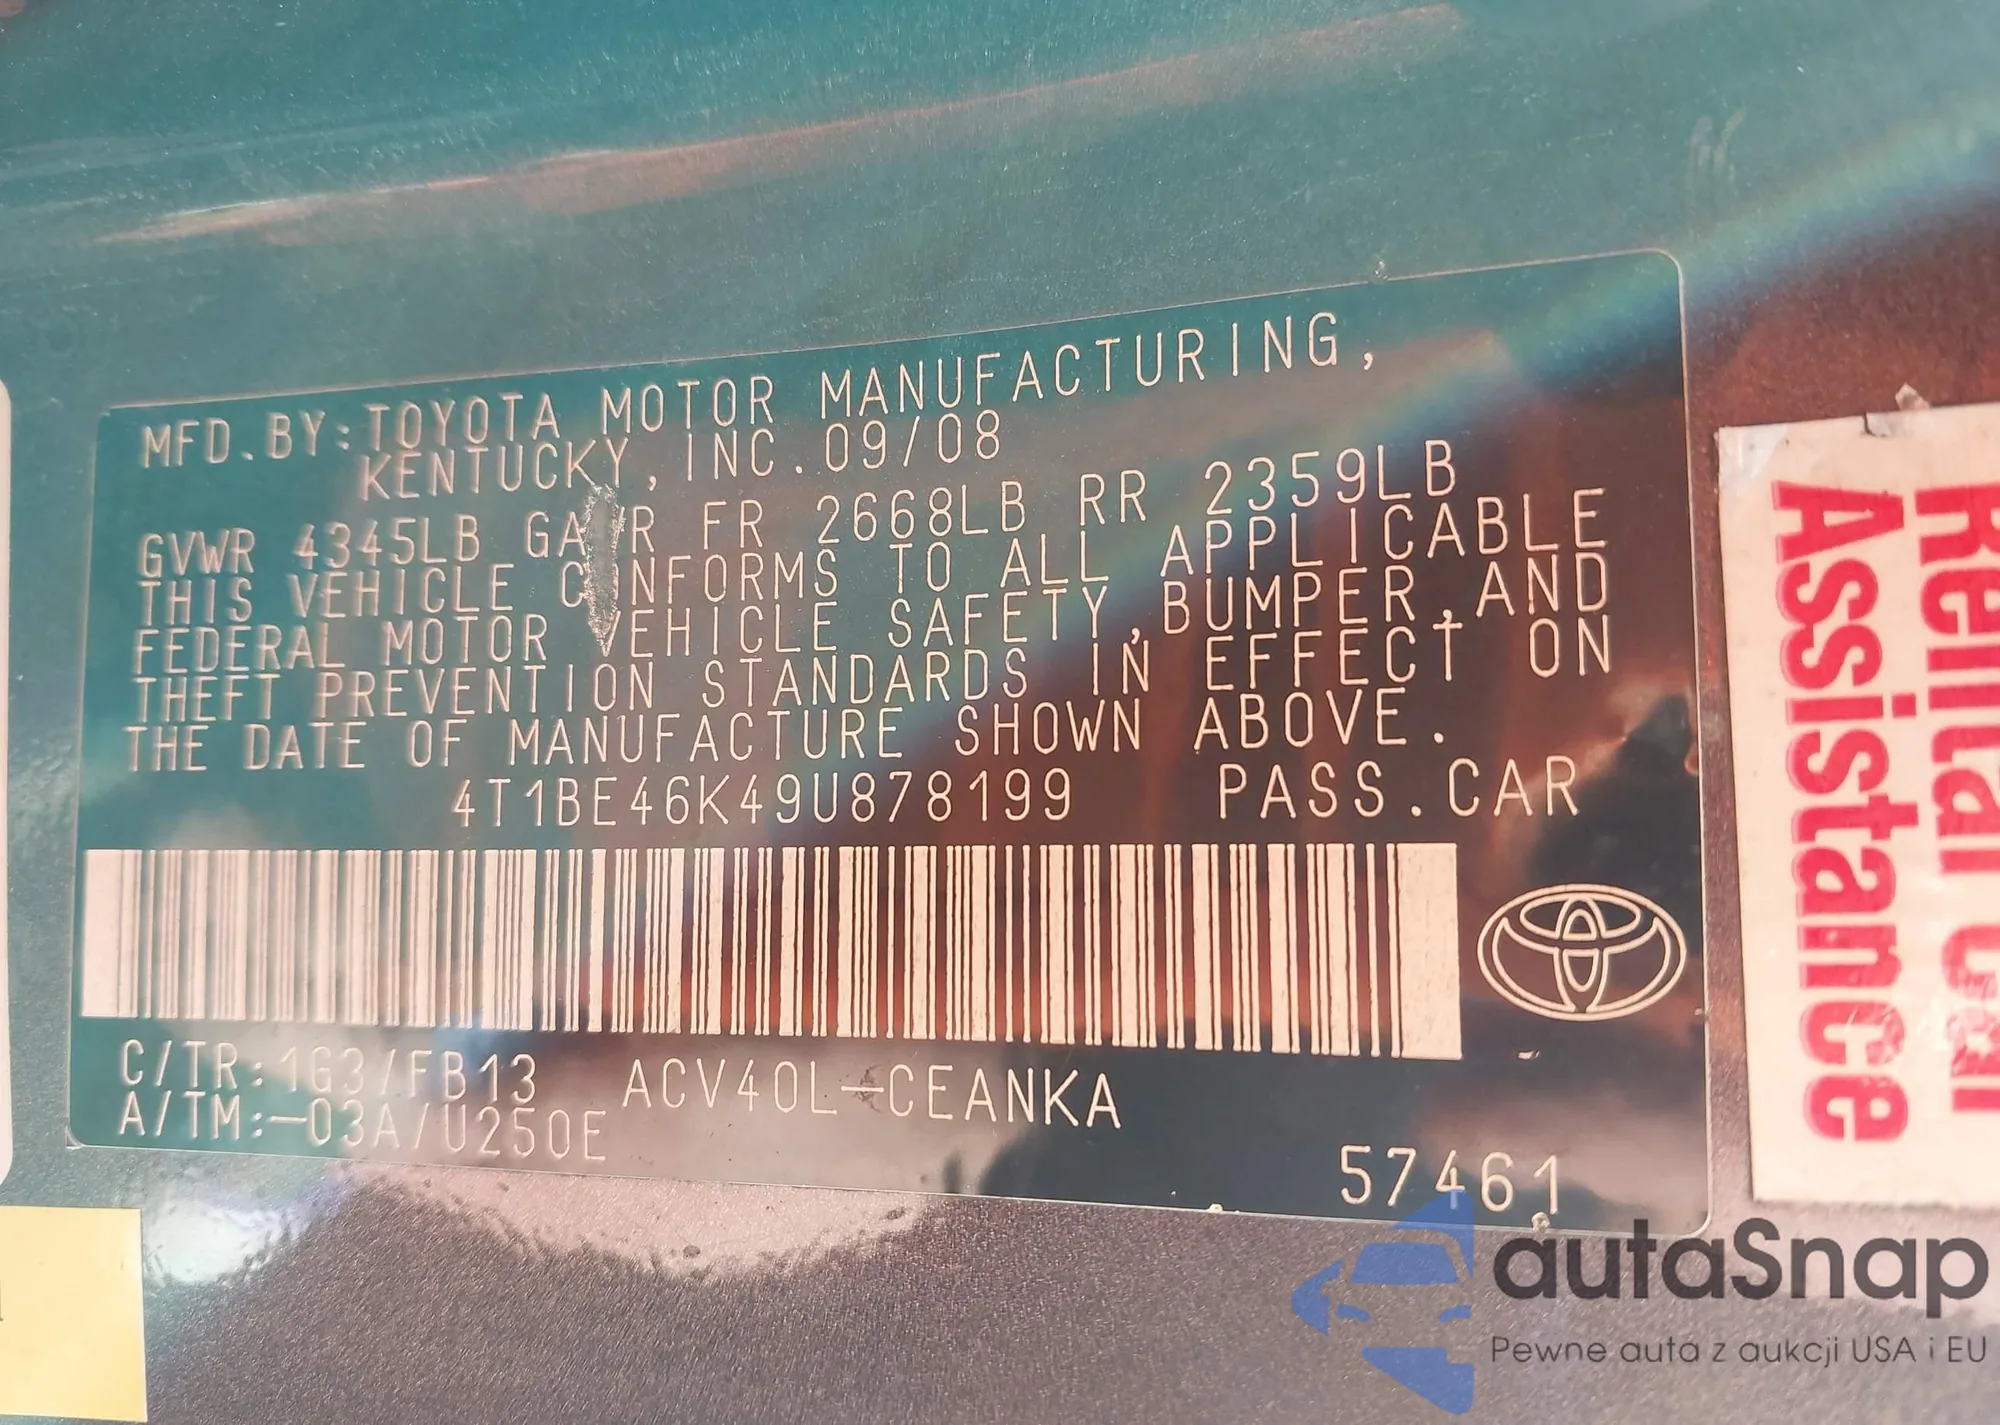 MFD.BY:TOYOTA MOTOR MANUFACTURING,
KENTUCKY, INC. 09/08
GVWR 4345LB GA R FR 2668LB RR 2359LB
THIS VEHICLE C NFORMS TO ALL APPLICABLE
FEDERAL MOTOR VEHICLE SAFETY,BUMPER,AND
THEFT PREVENTION STANDARDS IN EFFECT ON
THE DATE OF MANUFACTURE SHOWN ABOVE.
4T1BE46K49U878199 PASS.CAR
C/TR:1G3/FB13 ACV40L-CEANKA
A/TM:-03A/U250E
57461
Rental Car
Assistance
autaSnap
Pewne auta z aukcji USA i EU